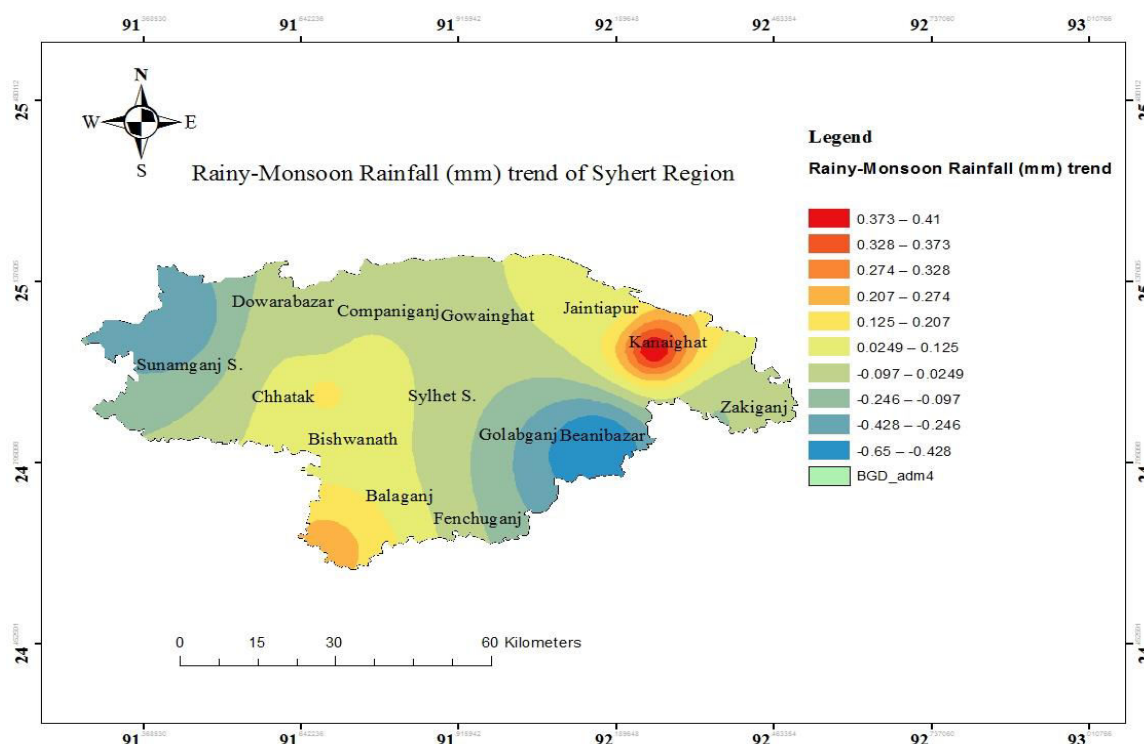 91 91 91 92 92 92 93
25
N
W E
S
Rainy-Monsoon Rainfall (mm) trend of Syhert Region
Legend
Rainy-Monsoon Rainfall (mm) trend
0.373 – 0.41
0.328 – 0.373
0.274 – 0.328
0.207 – 0.274
0.125 – 0.207
0.0249 – 0.125
-0.097 – 0.0249
-0.246 – -0.097
-0.428 – -0.246
-0.65 – -0.428
BGD_adm4
25
Dowarabazar
Companiganj
Gowainghat
Jaintiapur
Kanaighat
Sunamganj S.
Chhatak
Sylhet S.
Zakiganj
Bishwanath
Golabganj
Beanibazar
24
Balaganj
Fenchuganj
24
0 15 30 60 Kilometers
91 91 91 92 92 92 93
25
25
24
24